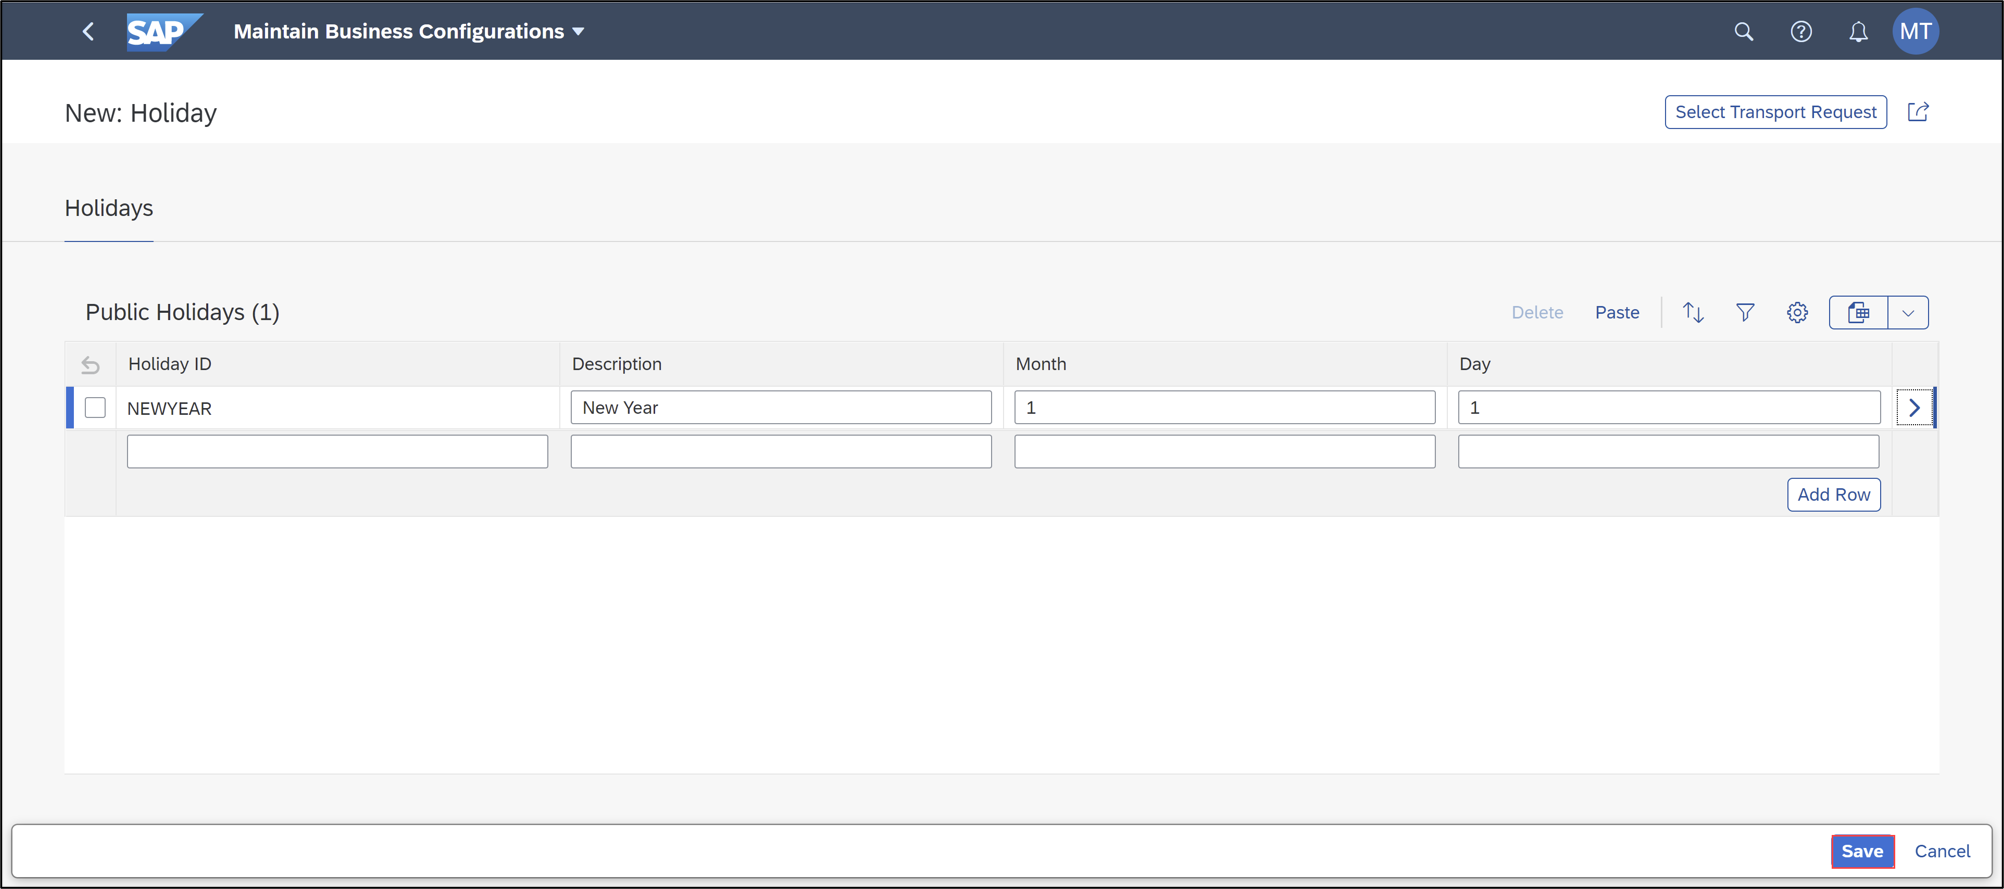 SAP Maintain Business Configurations MT
New: Holiday Select Transport Request
Holidays
Public Holidays (1) Delete Paste
Holiday ID Description Month Day
NEWYEAR New Year 1 1
Add Row
Save Cancel